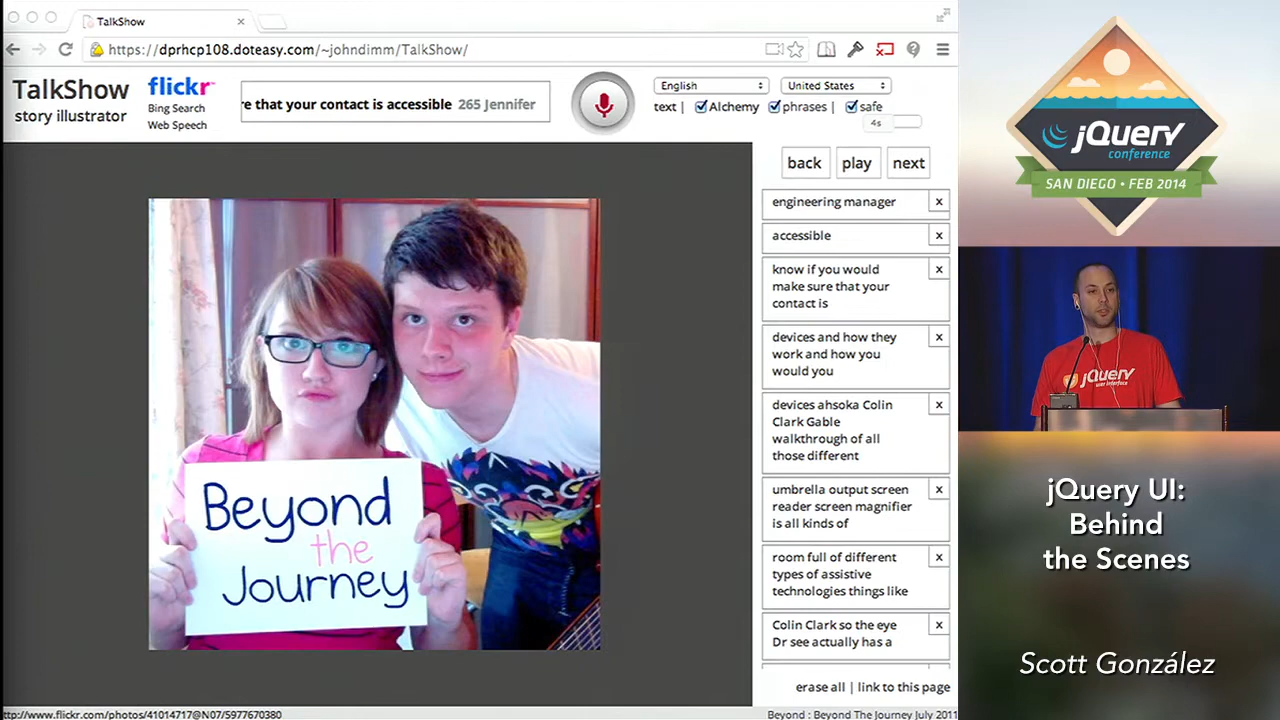 TalkShow
https://dprhcp108.doteasy.com/~johndimm/TalkShow/
TalkShow
story illustrator
flickr
Bing Search
Web Speech
re that your contact is accessible 265 Jennifer
English
United States
text | Alchemy phrases | safe
4s
back play next
engineering manager x
accessible x
know if you would x
make sure that your
contact is
devices and how they x
work and how you
would you
devices ahsoka Colin x
Clark Gable
walkthrough of all
those different
umbrella output screen x
reader screen magnifier
is all kinds of
room full of different x
types of assistive
technologies things like
Colin Clark so the eye x
Dr see actually has a
erase all | link to this page
Beyond
the
Journey
http://www.flickr.com/photos/41014717@N07/5977670380
Beyond : Beyond The Journey July 2011
jQuery
conference
SAN DIEGO • FEB 2014
jQuery
user interface
jQuery UI:
Behind
the Scenes
Scott González